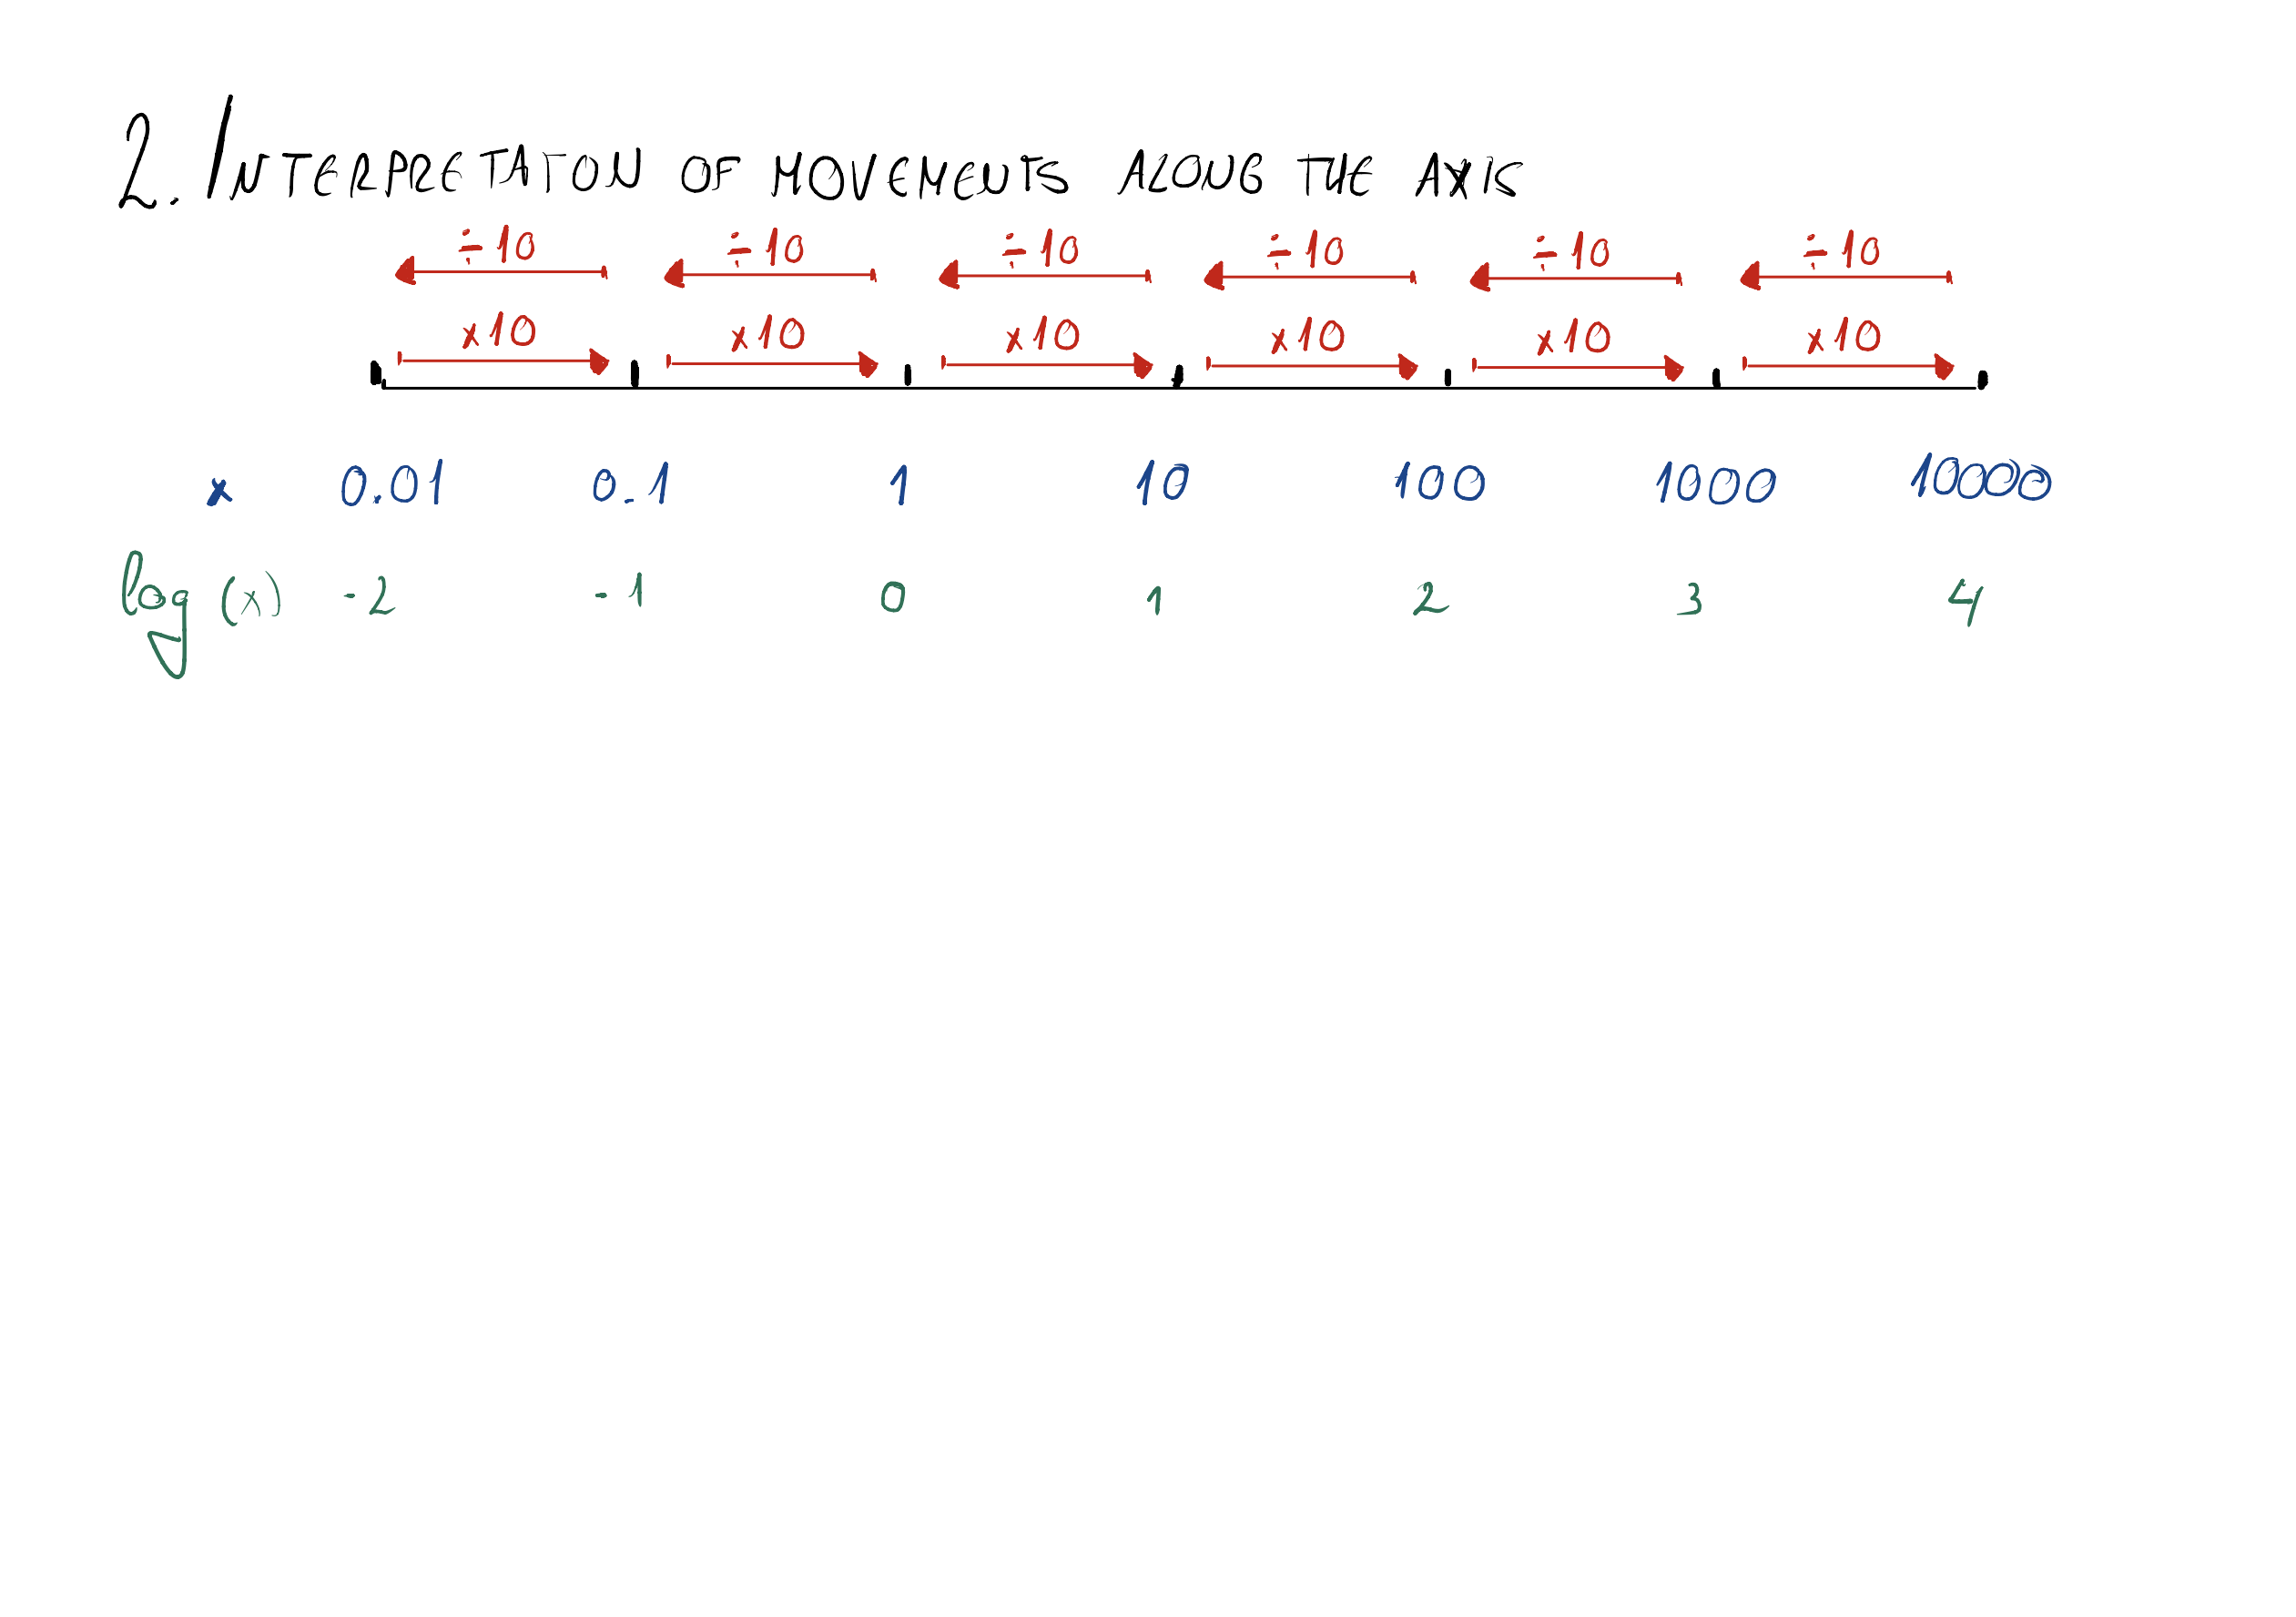 2. INTERPRETATION OF MOVEMENTS ALONG THE AXIS
÷10 ÷10 ÷10 ÷10 ÷10 ÷10
x10 x10 x10 x10 x10 x10
x 0.01 0.1 1 10 100 1000 10000
log (x) -2 -1 0 1 2 3 4